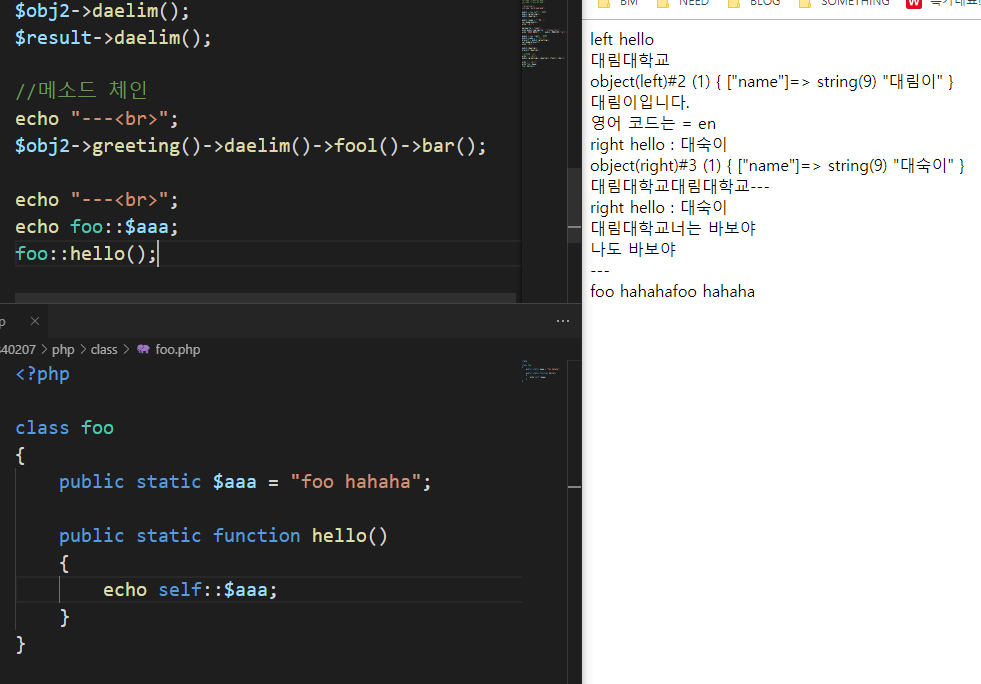 $obj2->daelim();
$result->daelim();
//메소드 체인
echo "---<br>";
$obj2->greeting()->daelim()->fool()->bar();
echo "---<br>";
echo foo::$aaa;
foo::hello();
40207 > php > class > foo.php
<?php
class foo
{
public static $aaa = "foo hahaha";
public static function hello()
{
echo self::$aaa;
}
}
BM NEED BLOG SOMETHING
left hello
대림대학교
object(left)#2 (1) { ["name"]=> string(9) "대림이" }
대림이입니다.
영어 코드는 = en
right hello : 대숙이
object(right)#3 (1) { ["name"]=> string(9) "대숙이" }
대림대학교대림대학교---
right hello : 대숙이
대림대학교너는 바보야
나도 바보야
---
foo hahahafoo hahaha